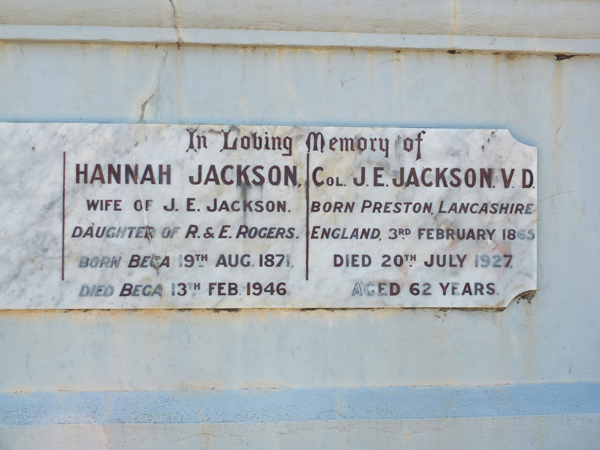 In Loving Memory of
HANNAH JACKSON,
WIFE OF J. E. JACKSON.
DAUGHTER OF R. & E. ROGERS.
BORN BEGA 19TH AUG. 1871.
DIED BEGA 13TH FEB. 1946.
COL. J. E. JACKSON. V. D.
BORN PRESTON, LANCASHIRE
ENGLAND, 3RD FEBRUARY 1865
DIED 20TH JULY 1927.
AGED 62 YEARS.